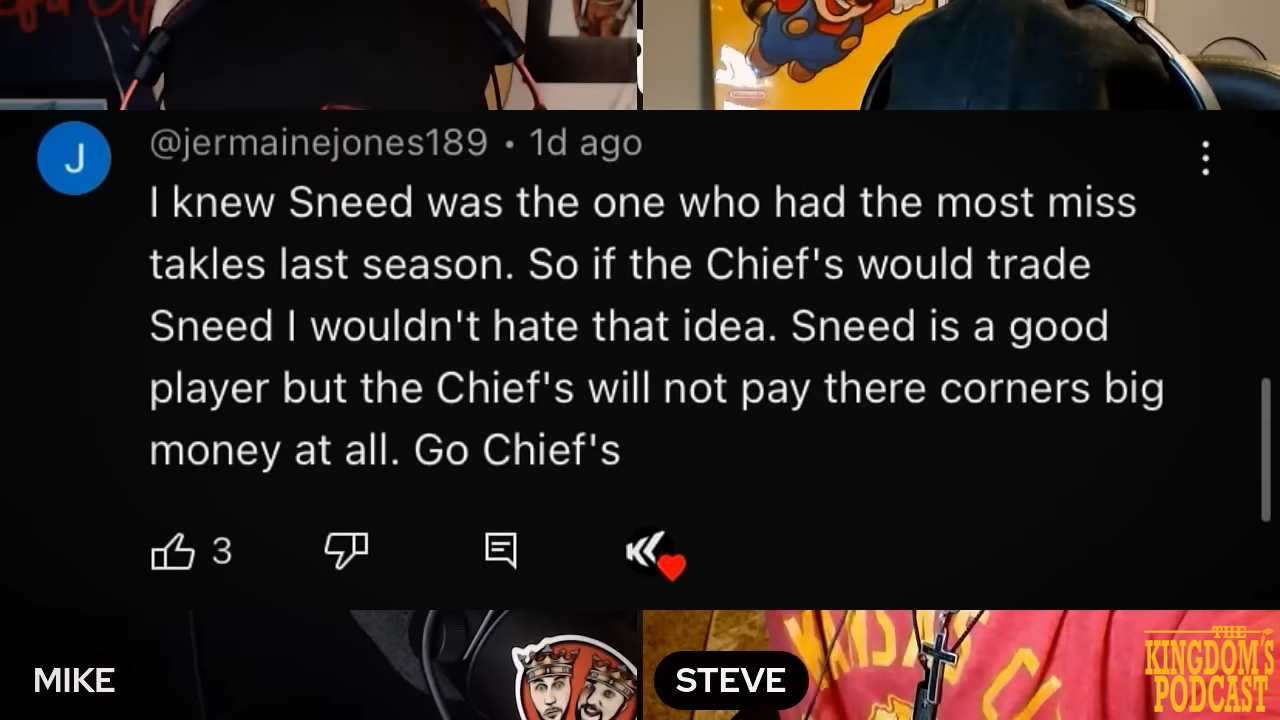 @jermainejones189 • 1d ago
J
I knew Sneed was the one who had the most miss
takles last season. So if the Chief's would trade
Sneed I wouldn't hate that idea. Sneed is a good
player but the Chief's will not pay there corners big
money at all. Go Chief's
3
MIKE
STEVE
THE
KINGDOM'S
PODCAST